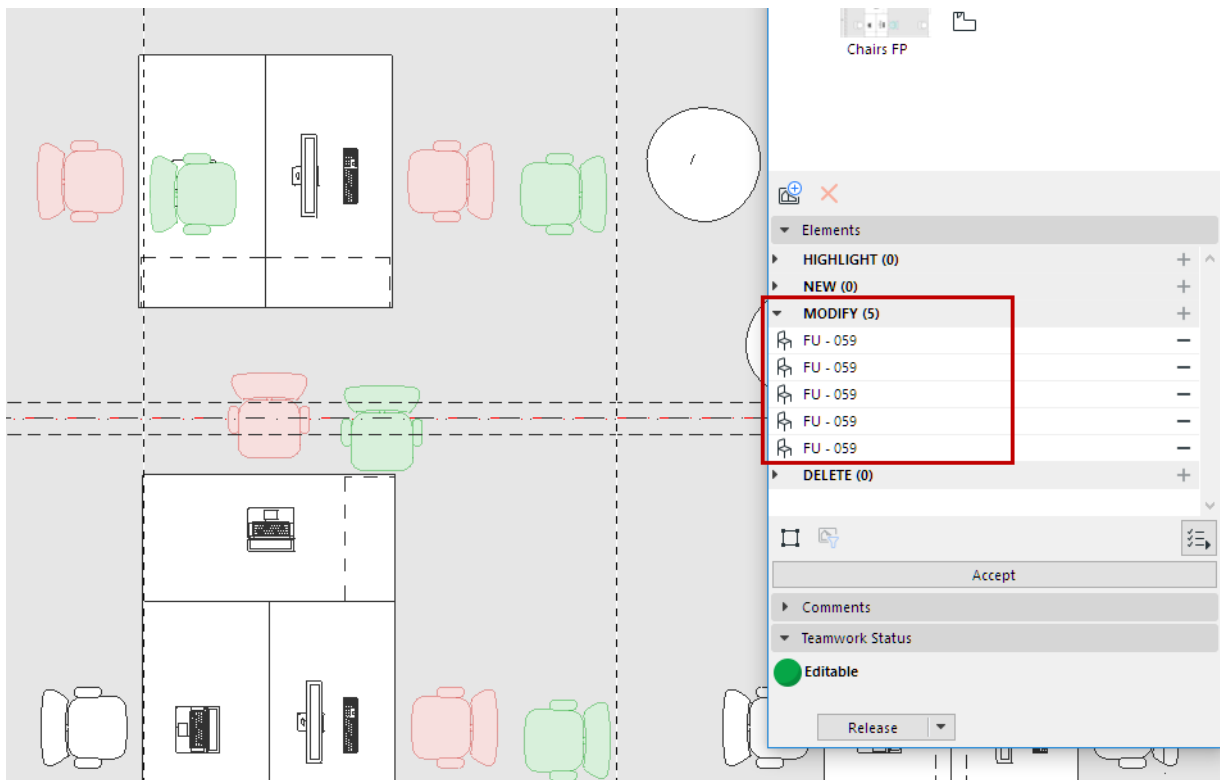 Chairs FP
Elements
HIGHLIGHT (0)
NEW (0)
MODIFY (5)
FU - 059
FU - 059
FU - 059
FU - 059
FU - 059
DELETE (0)
Accept
Comments
Teamwork Status
Editable
Release